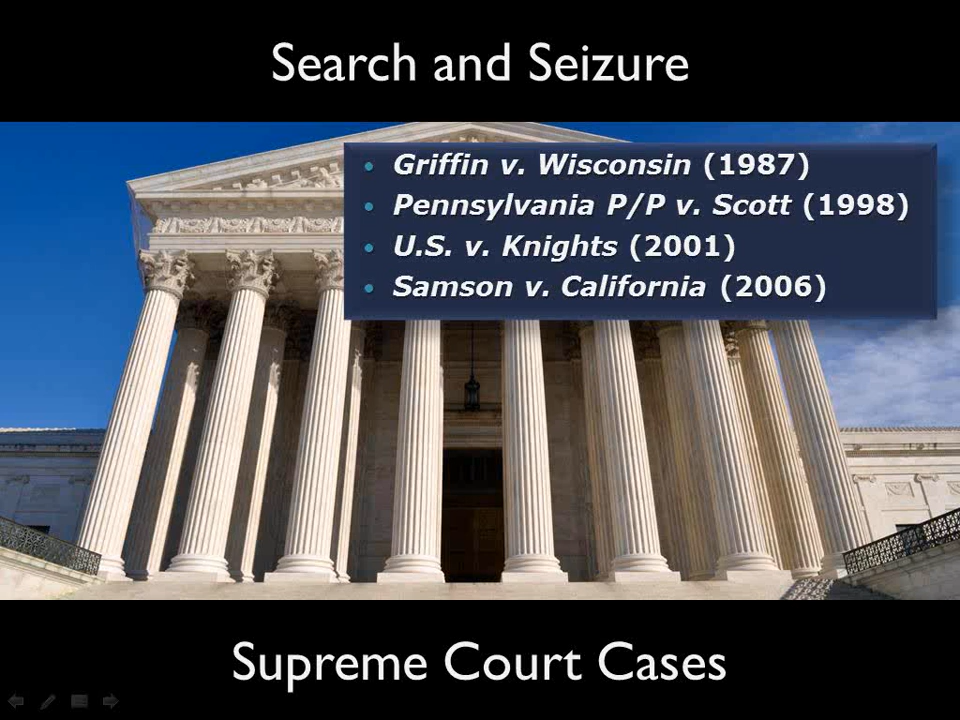 Search and Seizure
• Griffin v. Wisconsin (1987)
• Pennsylvania P/P v. Scott (1998)
• U.S. v. Knights (2001)
• Samson v. California (2006)
Supreme Court Cases